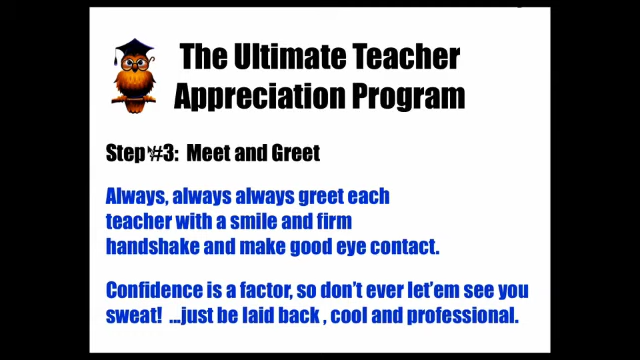 The Ultimate Teacher
Appreciation Program
Step #3: Meet and Greet
Always, always always greet each
teacher with a smile and firm
handshake and make good eye contact.
Confidence is a factor, so don't ever let'em see you
sweat! ...just be laid back , cool and professional.